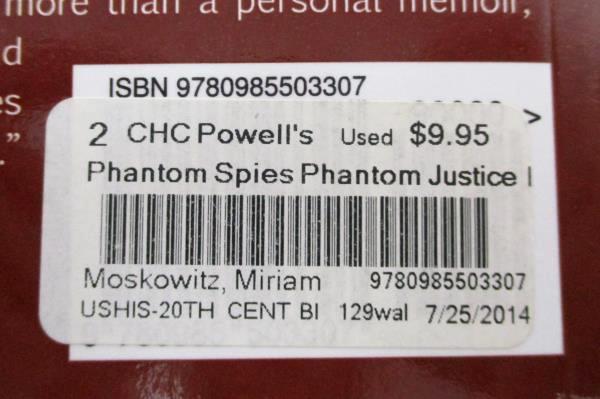 more than a personal memoir,
d
es
."
ISBN 9780985503307
>
2 CHC Powell's Used $9.95
Phantom Spies Phantom Justice
Moskowitz, Miriam 9780985503307
USHIS-20TH CENT BI 129wal 7/25/2014